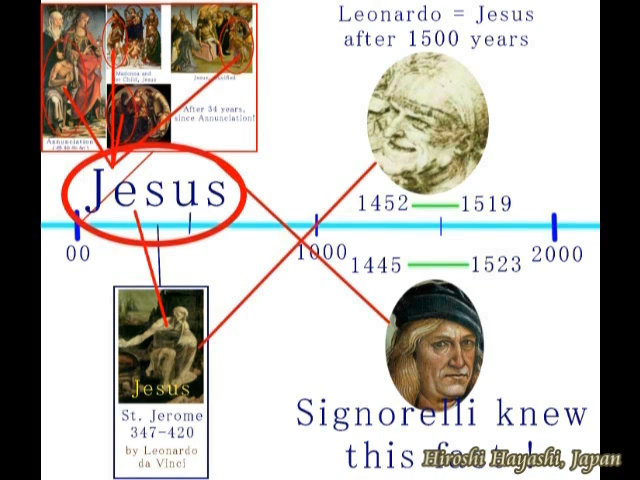 Leonardo = Jesus
after 1500 years
Madonna and
er Child, Jesus
After 34 years,
since Annunciation!
Annunciation
Jesus
1452
1519
00
1000
2000
1445
1523
Jesus
St. Jerome
347-420
by Leonardo
da Vinci
Signorelli knew
this fact !
Hiroshi Hayashi, Japan